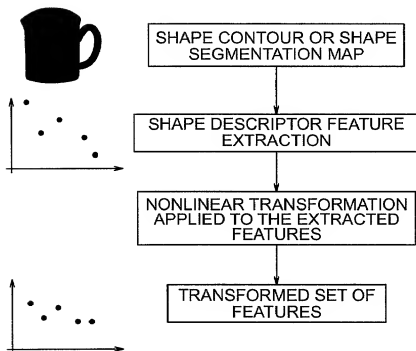 SHAPE CONTOUR OR SHAPE
SEGMENTATION MAP
SHAPE DESCRIPTOR FEATURE
EXTRACTION
NONLINEAR TRANSFORMATION
APPLIED TO THE EXTRACTED
FEATURES
TRANSFORMED SET OF
FEATURES